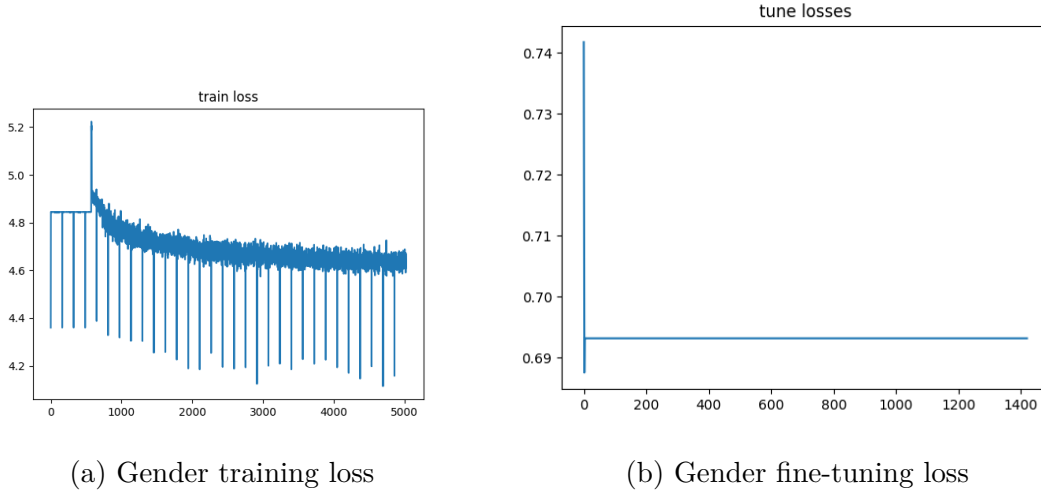 tune losses
train loss
5.2
5.0
4.8
4.6
4.4
4.2
0 1000 2000 3000 4000 5000
0.74
0.73
0.72
0.71
0.70
0.69
0 200 400 600 800 1000 1200 1400
(a) Gender training loss
(b) Gender fine-tuning loss